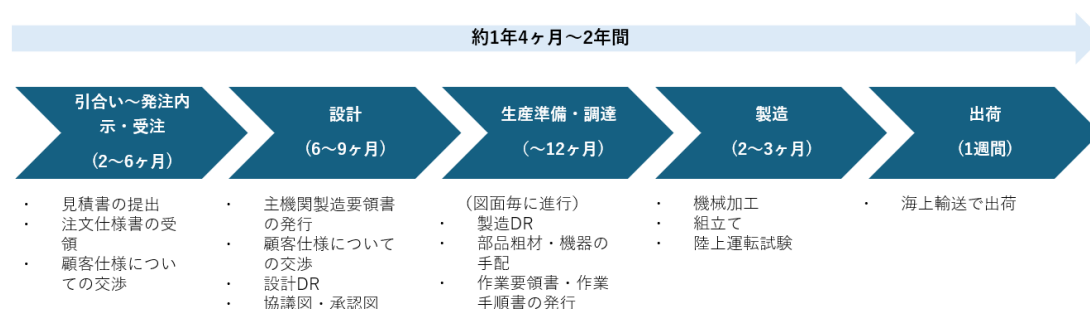 約1年4ヶ月～2年間
引合い～発注内
示・受注
(2～6ヶ月)
設計
(6～9ヶ月)
生産準備・調達
(～12ヶ月)
製造
(2～3ヶ月)
出荷
(1週間)
・ 見積書の提出
・ 注文仕様書の受
領
・ 顧客仕様につい
ての交渉
・ 主機関製造要領書
の発行
・ 顧客仕様について
の交渉
・ 設計DR
・ 協議図・承認図
(図面毎に進行)
・ 製造DR
・ 部品粗材・機器の
手配
・ 作業要領書・作業
手順書の発行
・ 機械加工
・ 組立て
・ 陸上運転試験
・ 海上輸送で出荷